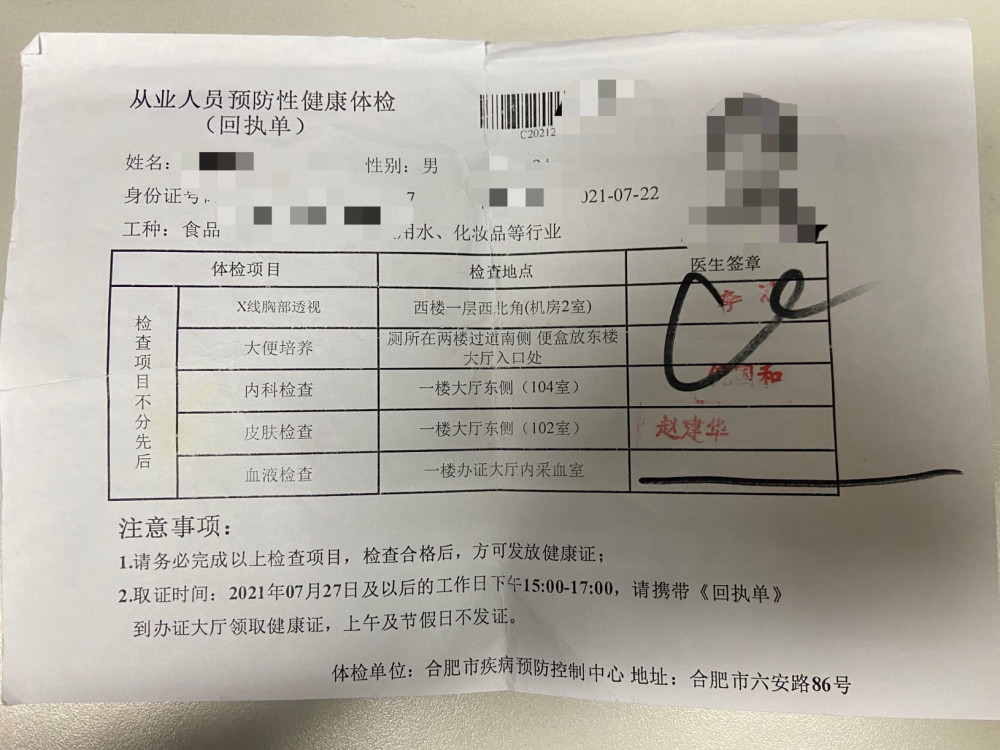 从业人员预防性健康体检
（回执单）
C20212
姓名：
性别：男
身份证号
7
021-07-22
工种：食品
用水、化妆品等行业
体检项目 检查地点 医生签章
检查项目不分先后
X线胸部透视 西楼一层西北角(机房2室)
大便培养 厕所在两楼过道南侧 便盒放东楼
大厅入口处
内科检查 一楼大厅东侧（104室） 国和
皮肤检查 一楼大厅东侧（102室） 赵建华
血液检查 一楼办证大厅内采血室
注意事项：
1.请务必完成以上检查项目，检查合格后，方可发放健康证；
2.取证时间：2021年07月27日及以后的工作日下午15:00-17:00，请携带《回执单》
到办证大厅领取健康证，上午及节假日不发证。
体检单位：合肥市疾病预防控制中心 地址：合肥市六安路86号